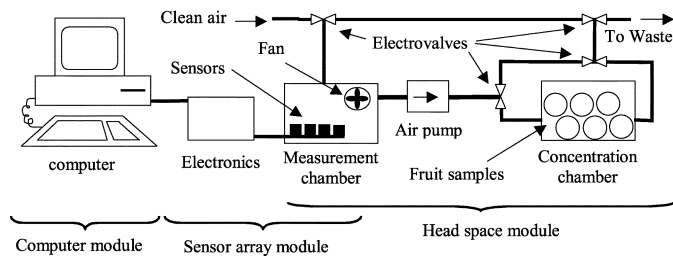 Clean air
Electrovalves
To Waste
Fan
Sensors
Air pump
computer
Electronics
Measurement
chamber
Fruit samples
Concentration
chamber
Computer module
Sensor array module
Head space module